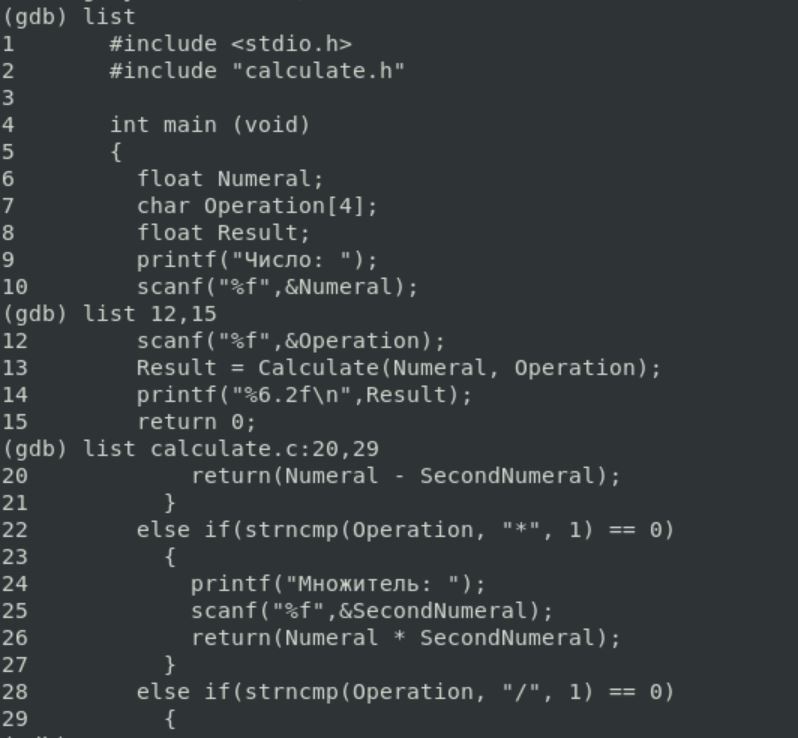 (gdb) list
1       #include <stdio.h>
2       #include "calculate.h"
3
4       int main (void)
5       {
6         float Numeral;
7         char Operation[4];
8         float Result;
9         printf("Число: ");
10        scanf("%f",&Numeral);
(gdb) list 12,15
12        scanf("%f",&Operation);
13        Result = Calculate(Numeral, Operation);
14        printf("%6.2f\n",Result);
15        return 0;
(gdb) list calculate.c:20,29
20            return(Numeral - SecondNumeral);
21          }
22        else if(strncmp(Operation, "*", 1) == 0)
23          {
24            printf("Множитель: ");
25            scanf("%f",&SecondNumeral);
26            return(Numeral * SecondNumeral);
27          }
28        else if(strncmp(Operation, "/", 1) == 0)
29          {